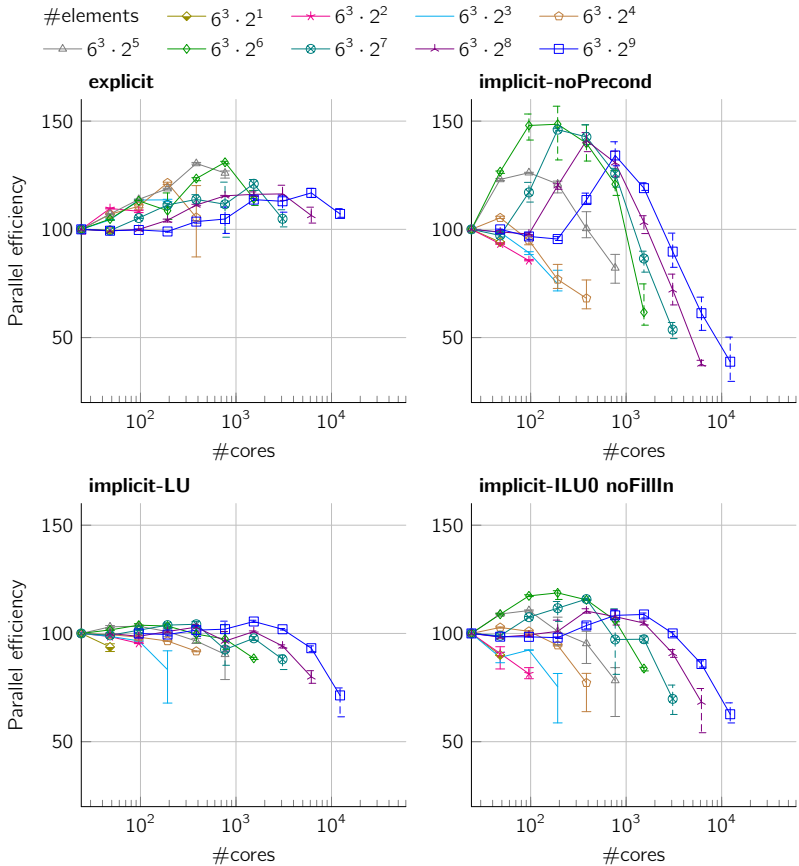 #elements 6³ · 2¹ 6³ · 2² 6³ · 2³ 6³ · 2⁴
6³ · 2⁵ 6³ · 2⁶ 6³ · 2⁷ 6³ · 2⁸ 6³ · 2⁹
explicit
Parallel efficiency
150
100
50
10² 10³ 10⁴
#cores
implicit-noPrecond
150
100
50
10² 10³ 10⁴
#cores
implicit-LU
Parallel efficiency
150
100
50
10² 10³ 10⁴
#cores
implicit-ILU0 noFillIn
150
100
50
10² 10³ 10⁴
#cores